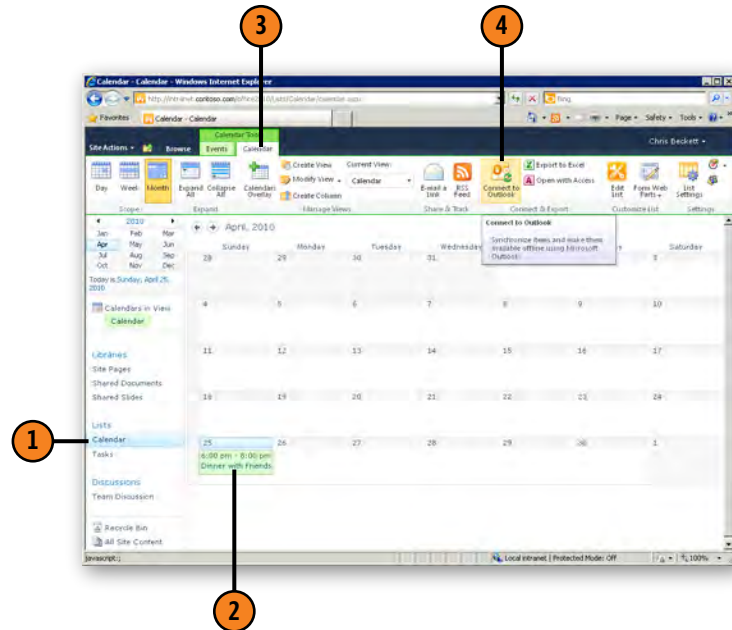 3
4
Calendar - Calendar - Windows Internet Explorer
Favorites Calendar - Calendar
Page Safety Tools
Calendar Tools
Chris Beckett
Site Actions Browse Events Calendar
Day Week Month
Expand All Collapse All
Calendars Overlay
Create View
Modify View
Create Column
Current View:
Calendar
E-mail a Link
RSS Feed
Connect to Outlook
Export to Excel
Open with Access
Edit List
Form Web Parts
List Settings
Scope Expand Manage Views Share & Track Connect & Export Customize List Settings
Connect to Outlook
Synchronize items and make them available offline using Microsoft Outlook.
2010
Jan Feb Mar
Apr May Jun
Jul Aug Sep
Oct Nov Dec
Today is Sunday, April 25, 2010
Calendars in View
Calendar
Libraries
Site Pages
Shared Documents
Shared Slides
Lists
Calendar
Tasks
Discussions
Team Discussion
Recycle Bin
All Site Content
April, 2010
Sunday Monday Tuesday Wednesday Saturday
28 29 30 31
4 5 6 7 8 9 10
11 12 13 14 15 16 17
18 19 20 21 22 23 24
25 26 27 28 29 30 1
6:00 pm - 8:00 pm
Dinner with Friends
javascript:;
Local intranet | Protected Mode: Off
100%
1
2